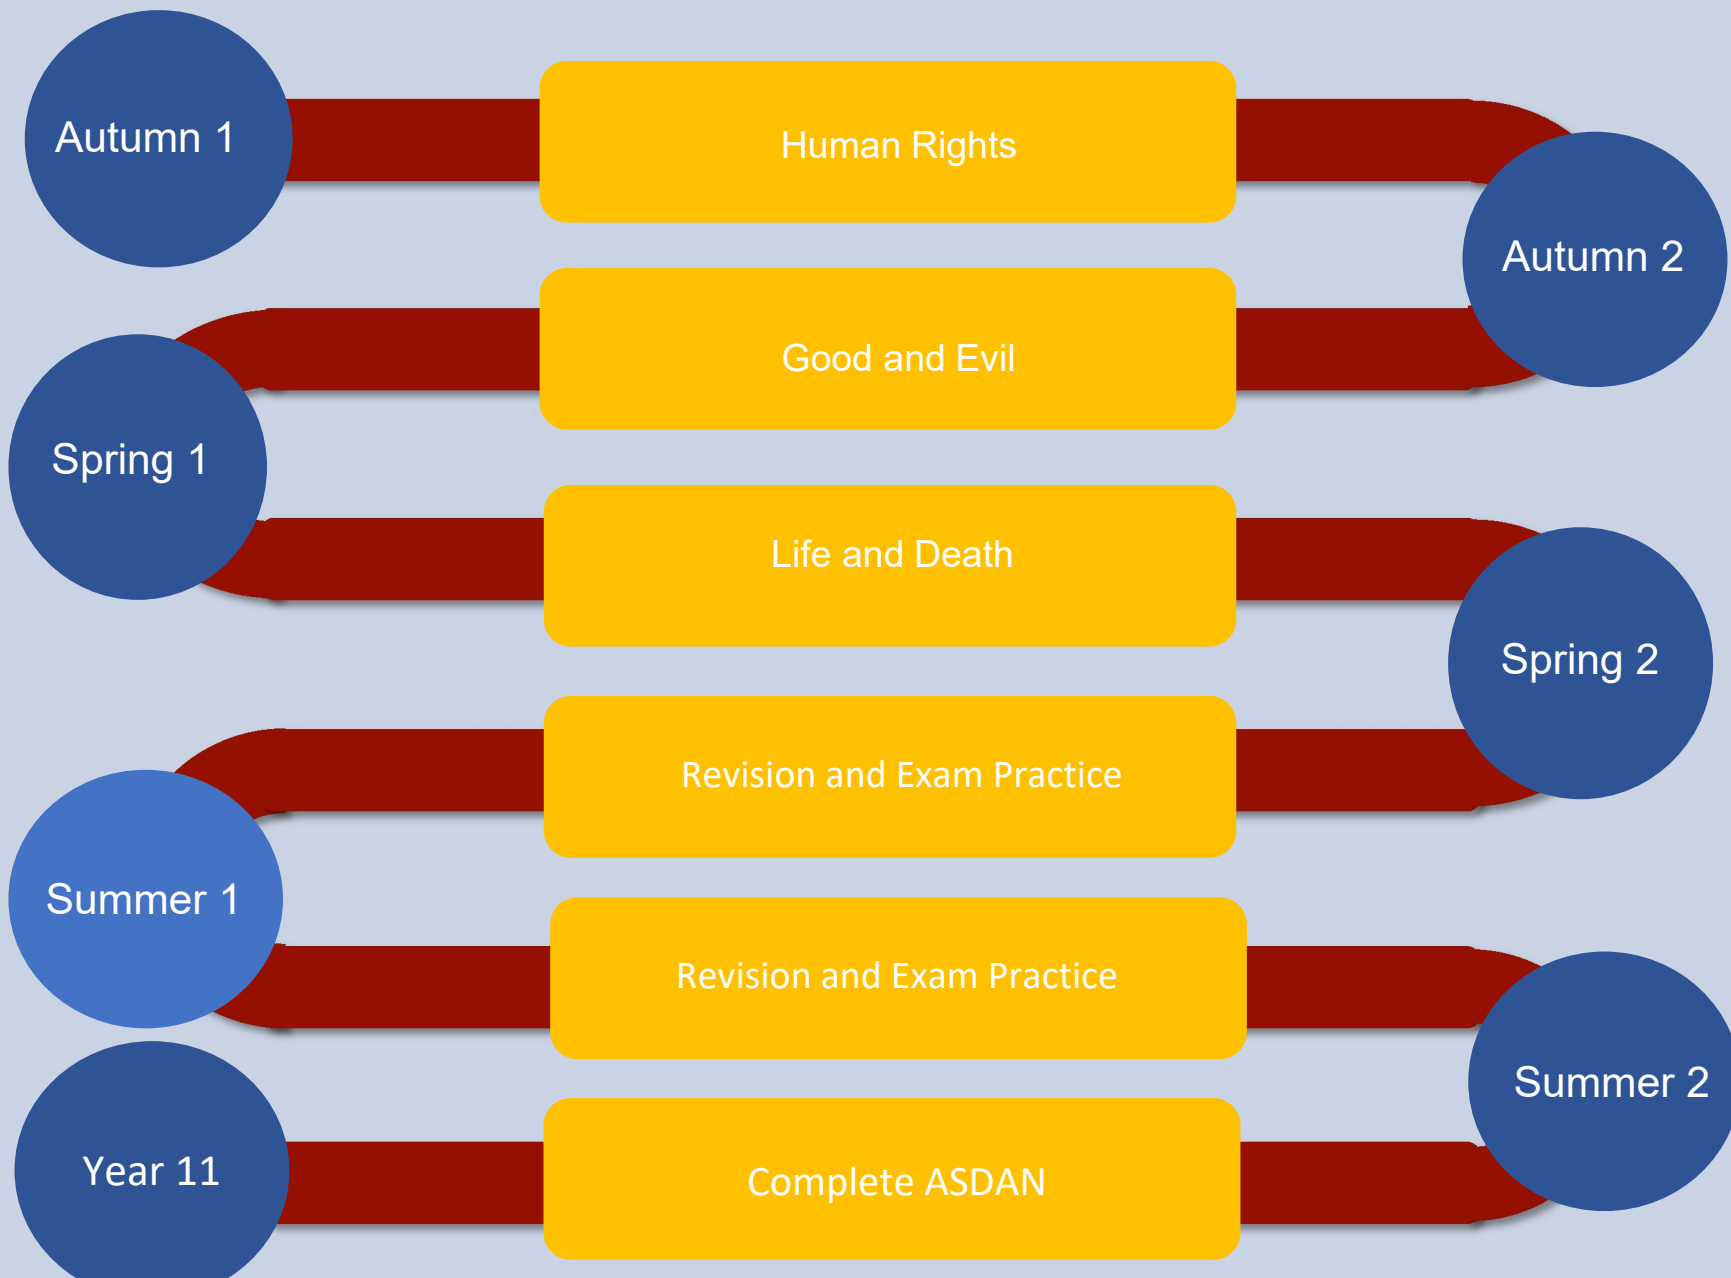 Autumn 1
Human Rights
Autumn 2
Good and Evil
Spring 1
Life and Death
Spring 2
Revision and Exam Practice
Summer 1
Revision and Exam Practice
Summer 2
Complete ASDAN
Year 11